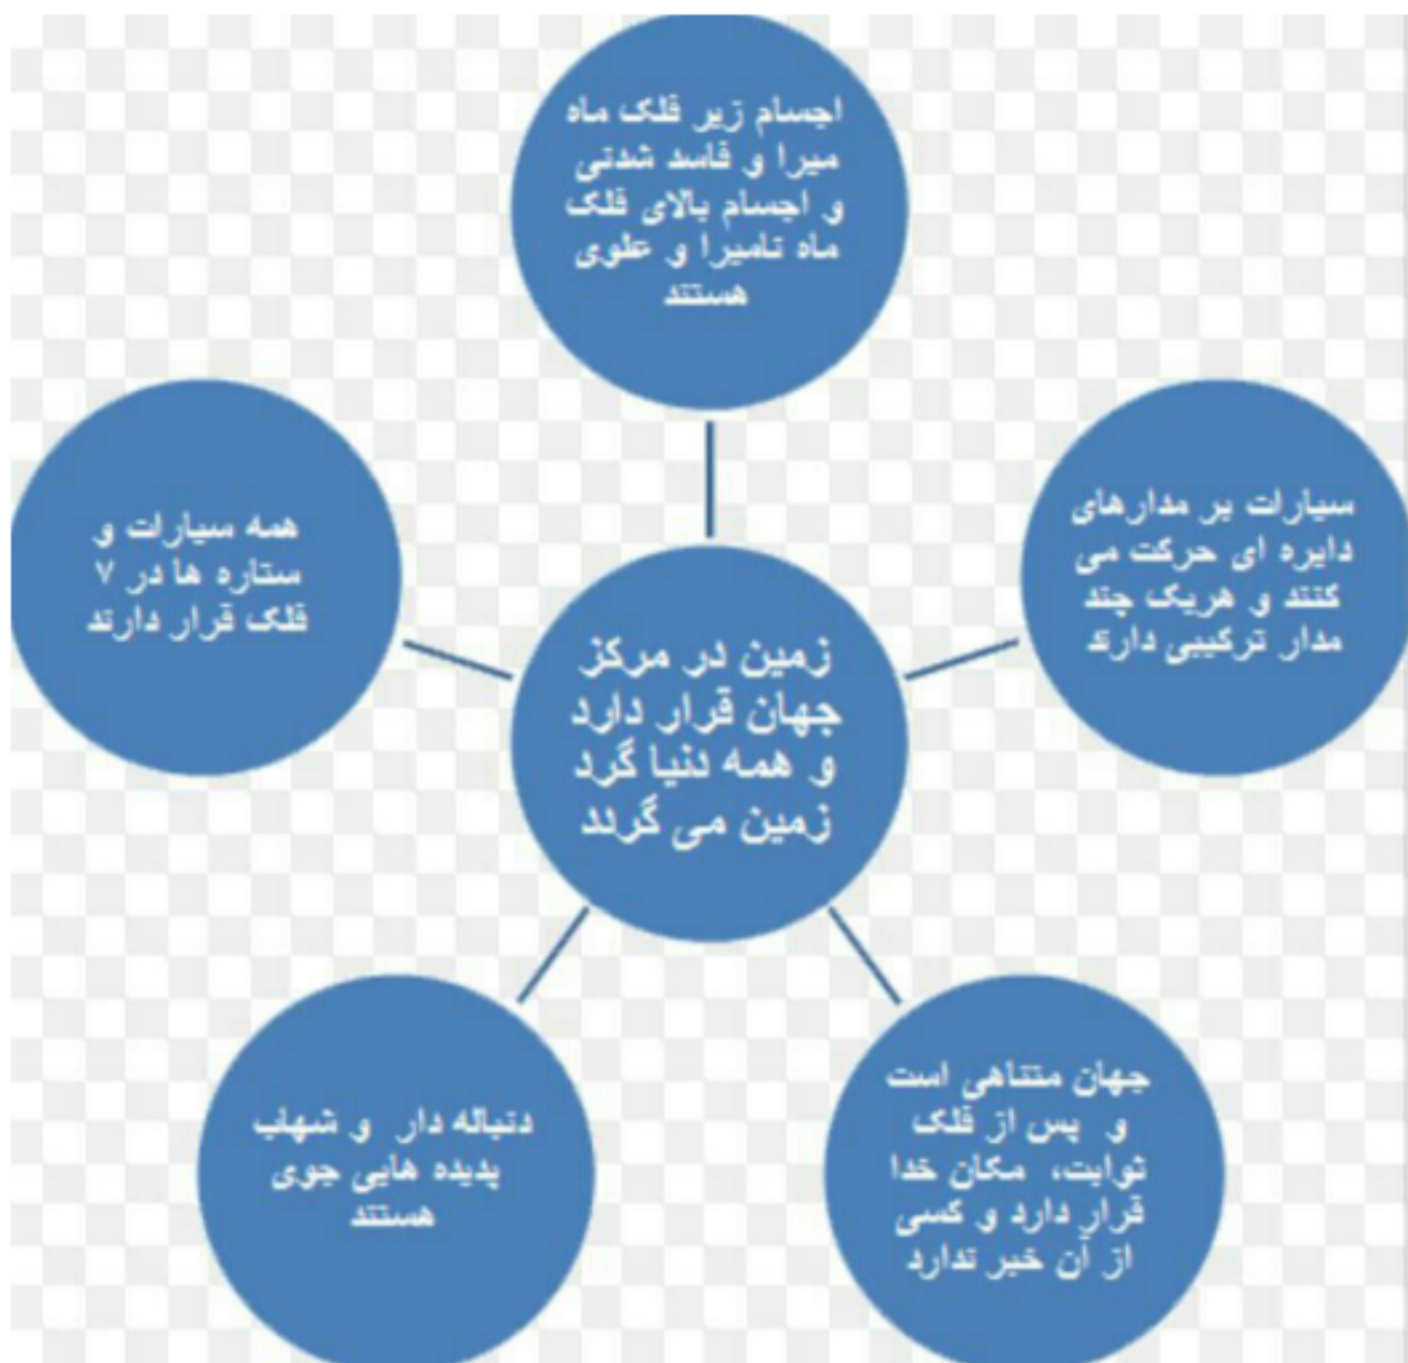 اجسام زیر فلک ماه
میرا و فاسد شدنی
و اجسام بالای فلک
ماه نامیرا و علوی
هستند
سیارات بر مدارهای
دایره ای حرکت می
کنند و هریک چند
مدار ترکیبی دارند
همه سیارات و
ستاره ها در ۷
فلک قرار دارند
زمین در مرکز
جهان قرار دارد
و همه دنیا گرد
زمین می گردد
جهان متناهی است
و پس از فلک
ثوابت، مکان خدا
قرار دارد و کسی
از آن خبر ندارد
دنباله دار و شهاب
پدیده هایی جوی
هستند